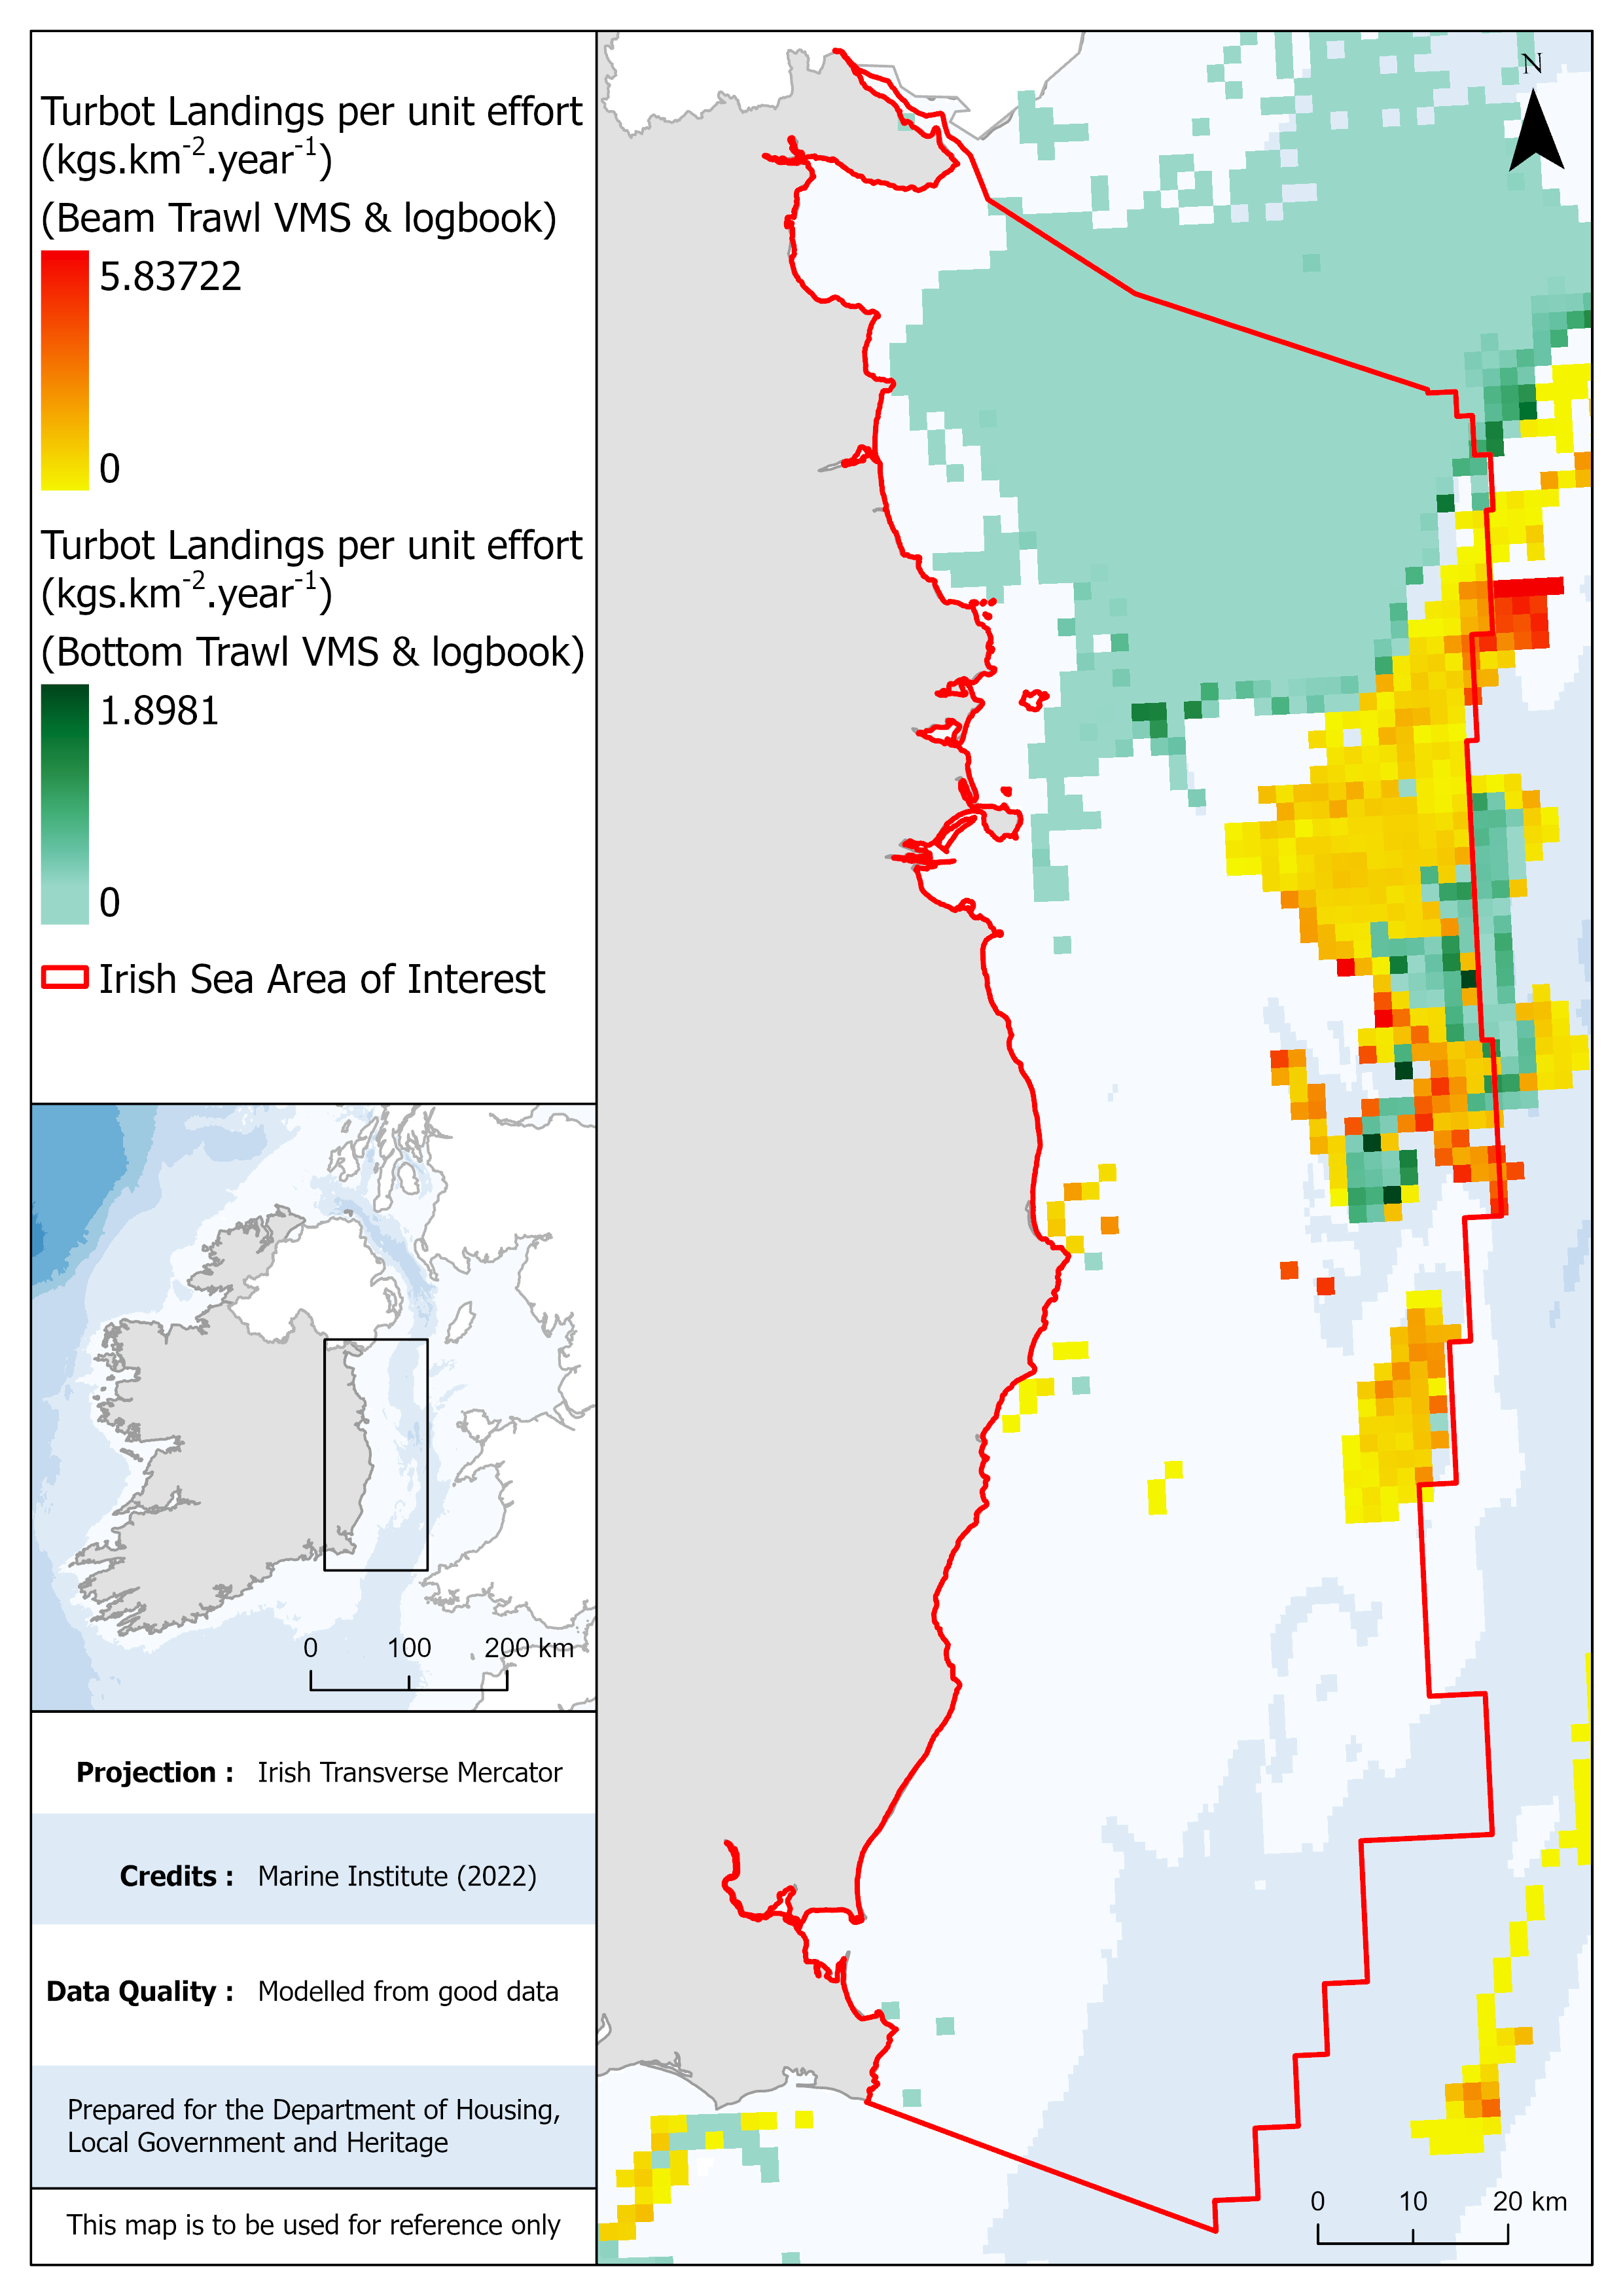 Turbot Landings per unit effort
(kgs.km-2.year-1)
(Beam Trawl VMS & logbook)
5.83722
0
Turbot Landings per unit effort
(kgs.km-2.year-1)
(Bottom Trawl VMS & logbook)
1.8981
0
Irish Sea Area of Interest
0 100 200 km
Projection : Irish Transverse Mercator
Credits : Marine Institute (2022)
Data Quality : Modelled from good data
Prepared for the Department of Housing,
Local Government and Heritage
This map is to be used for reference only
N
0 10 20 km